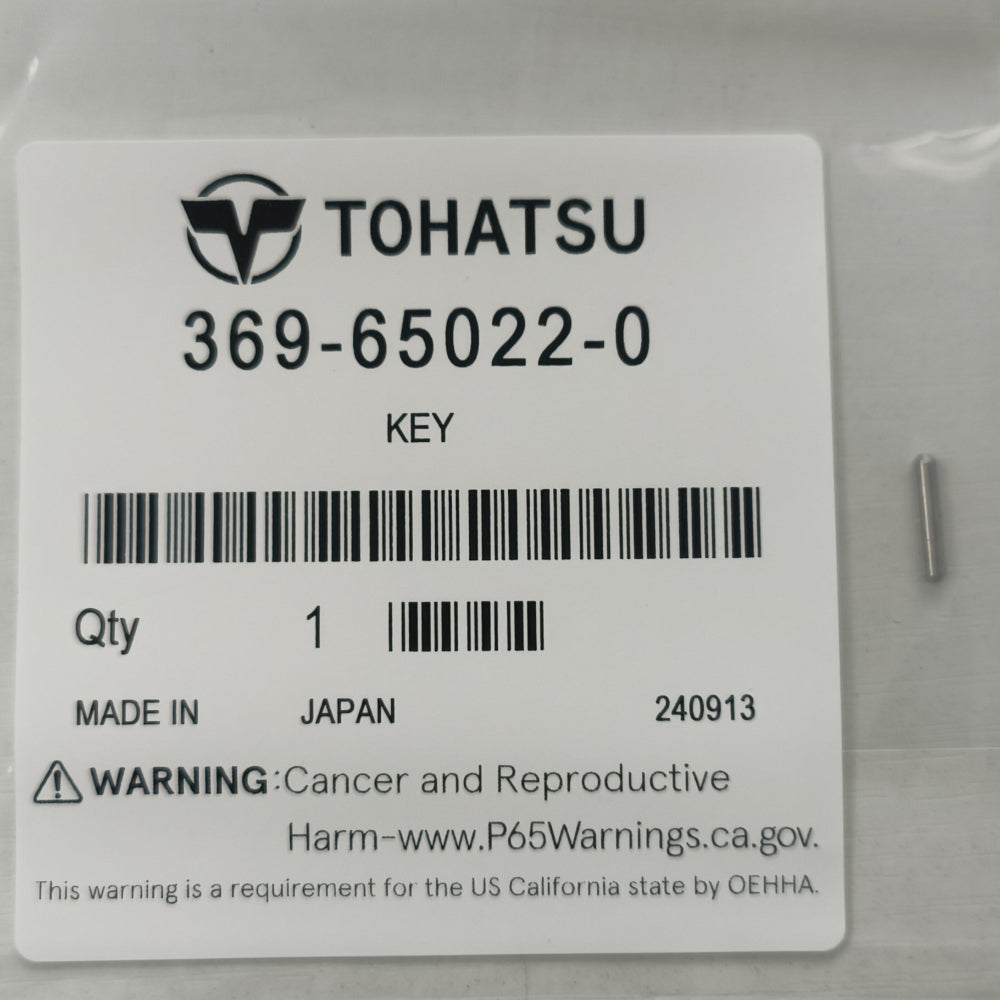 TOHATSU
369-65022-0
KEY
Qty 1
MADE IN JAPAN 240913
WARNING:Cancer and Reproductive
Harm-www.P65Warnings.ca.gov.
This warning is a requirement for the US California state by OEHHA.